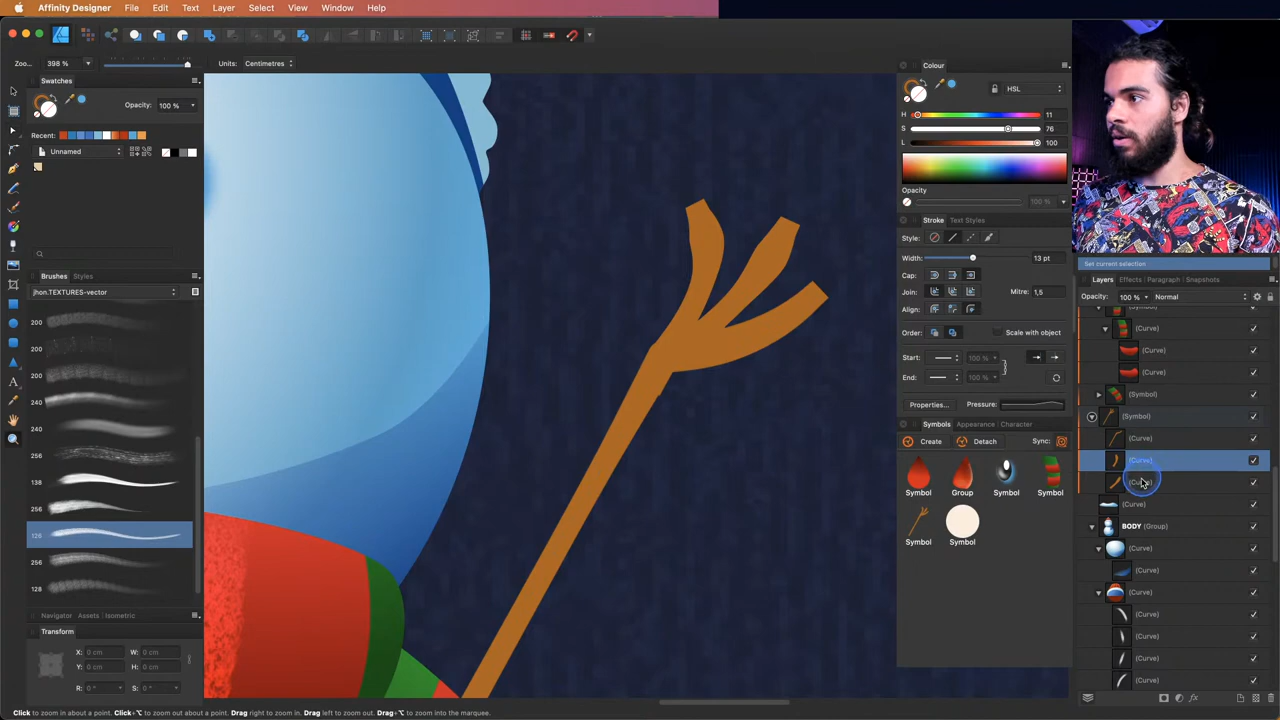 Affinity Designer File Edit Text Layer Select View Window Help
Zoo... 398 % Units: Centimetres
Swatches
Opacity: 100 %
Recent:
Unnamed
Brushes Styles
jhon.TEXTURES-vector
200
200
200
240
256
256
138
256
128
256
128
Navigator Assets Isometric
Transform
X: 0 cm W: 0 cm
Y: 0 cm H: 0 cm
R: 0 ° S: 0 °
Colour
HSL
H 11
S 76
L 100
Opacity
100 %
Stroke Text Styles
Style:
Width: 13 pt
Cap:
Join: Mitre: 1,5
Align:
Order: Scale with object
Start: 100 %
End: 100 %
Properties... Pressure:
Symbols Appearance Character
Create Detach Sync:
Symbol Group Symbol Symbol
Symbol Symbol
Set current selection
Layers Effects Paragraph Snapshots
Opacity: 100 % Normal
(Symbol)
(Curve)
(Curve)
(Curve)
(Symbol)
(Symbol)
(Curve)
(Curve)
(Curve)
(Curve)
BODY (Group)
(Curve)
(Curve)
(Curve)
(Curve)
(Curve)
(Curve)
(Curve)
Click to zoom in about a point. Click+⌥ to zoom out about a point. Drag right to zoom in. Drag left to zoom out. Drag+⌥ to zoom into the marquee.